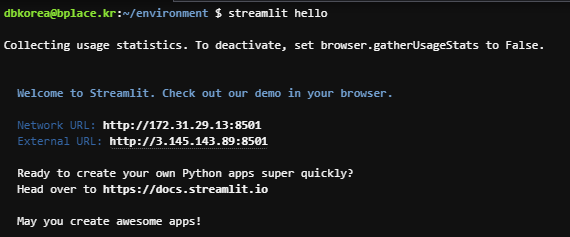 dbkorea@bplace.kr:~/environment $ streamlit hello
Collecting usage statistics. To deactivate, set browser.gatherUsageStats to False.
Welcome to Streamlit. Check out our demo in your browser.
Network URL: http://172.31.29.13:8501
External URL: http://3.145.143.89:8501
Ready to create your own Python apps super quickly?
Head over to https://docs.streamlit.io
May you create awesome apps!